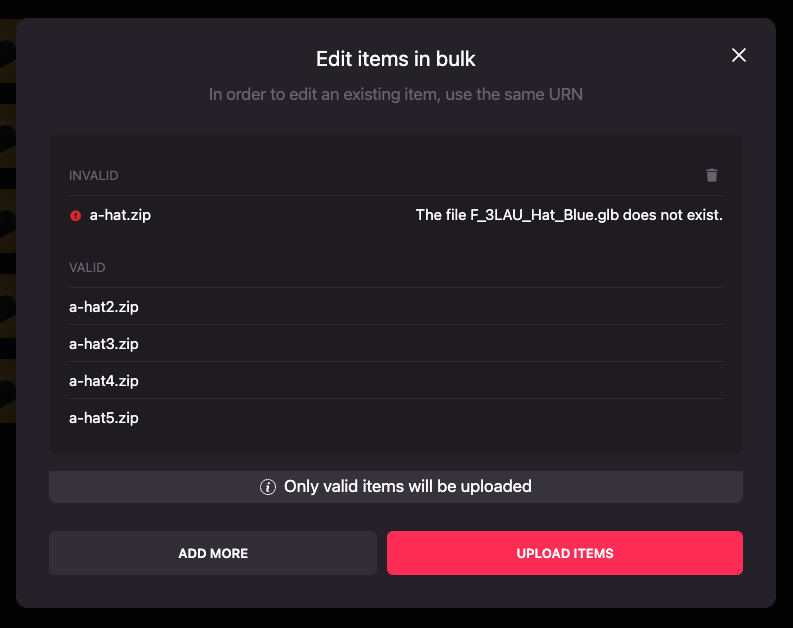 Edit items in bulk
In order to edit an existing item, use the same URN
INVALID
a-hat.zip The file F_3LAU_Hat_Blue.glb does not exist.
VALID
a-hat2.zip
a-hat3.zip
a-hat4.zip
a-hat5.zip
Only valid items will be uploaded
ADD MORE UPLOAD ITEMS